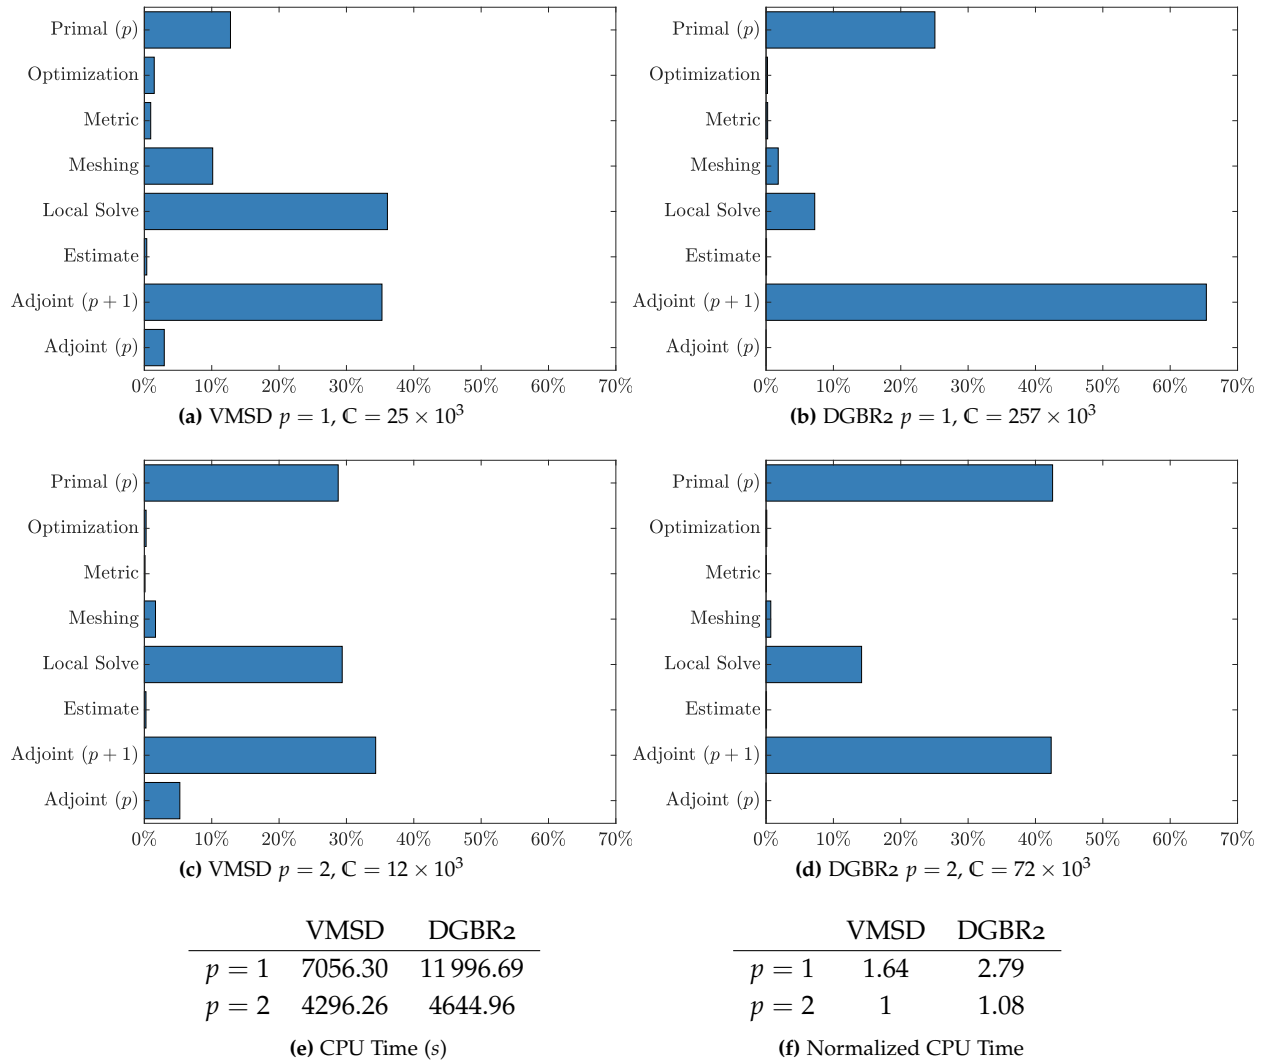 Primal (p)
Optimization
Metric
Meshing
Local Solve
Estimate
Adjoint (p + 1)
Adjoint (p)
0% 10% 20% 30% 40% 50% 60% 70%
(a) VMSD p = 1, ℂ = 25 × 10³
Primal (p)
Optimization
Metric
Meshing
Local Solve
Estimate
Adjoint (p + 1)
Adjoint (p)
0% 10% 20% 30% 40% 50% 60% 70%
(b) DGBR2 p = 1, ℂ = 257 × 10³
Primal (p)
Optimization
Metric
Meshing
Local Solve
Estimate
Adjoint (p + 1)
Adjoint (p)
0% 10% 20% 30% 40% 50% 60% 70%
(c) VMSD p = 2, ℂ = 12 × 10³
Primal (p)
Optimization
Metric
Meshing
Local Solve
Estimate
Adjoint (p + 1)
Adjoint (p)
0% 10% 20% 30% 40% 50% 60% 70%
(d) DGBR2 p = 2, ℂ = 72 × 10³
VMSD DGBR2
p = 1 7056.30 11 996.69
p = 2 4296.26 4644.96
(e) CPU Time (s)
VMSD DGBR2
p = 1 1.64 2.79
p = 2 1 1.08
(f) Normalized CPU Time